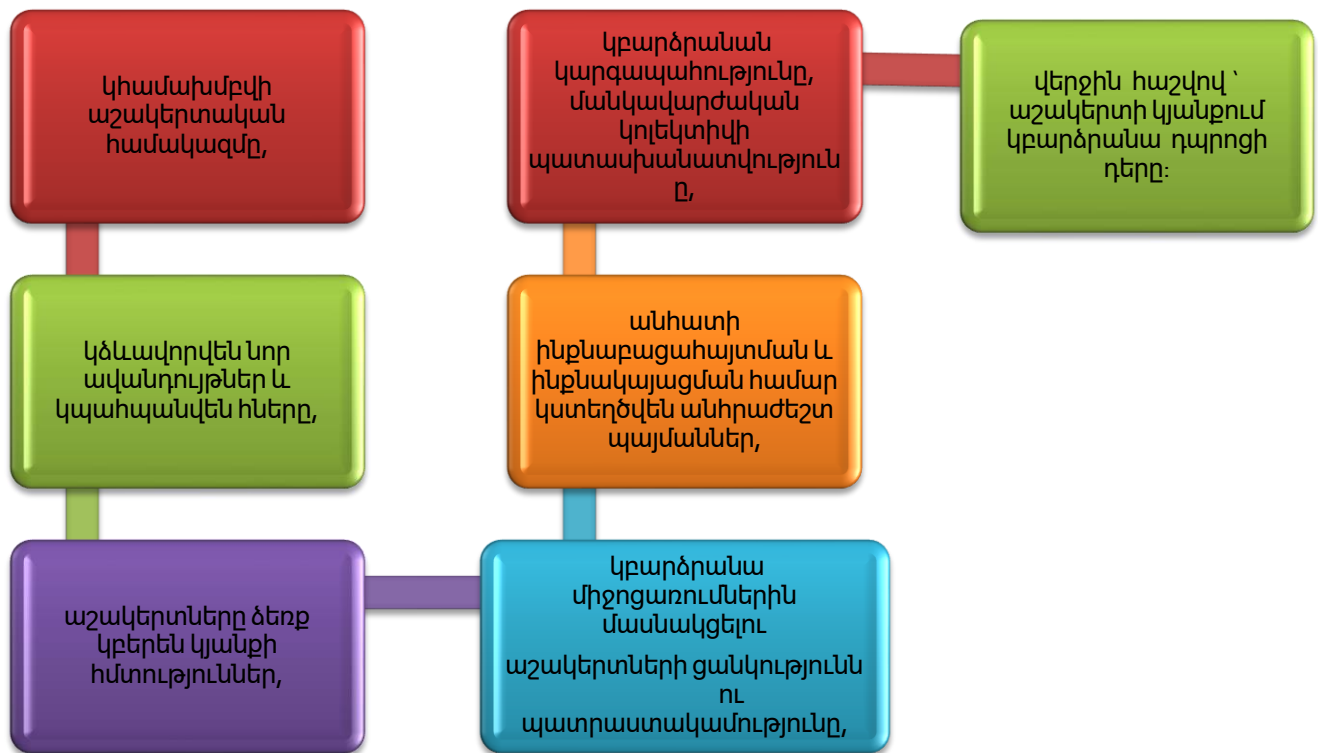 կհամախմբվի
աշակերտական
համակազմը,
կձևավորվեն նոր
ավանդույթներ և
կպահպանվեն հները,
աշակերտները ձեռք
կբերեն կյանքի
հմտություններ,
կբարձրանա
միջոցառումներին
մասնակցելու
աշակերտների ցանկությունն
ու
պատրաստակամությունը,
անհատի
ինքնաբացահայտման և
ինքնակայացման համար
կստեղծվեն անհրաժեշտ
պայմաններ,
կբարձրանան
կարգապահությունը,
մանկավարժական
կոլեկտիվի
պատասխանատվություն
ը,
վերջին հաշվով `
աշակերտի կյանքում
կբարձրանա դպրոցի
դերը։